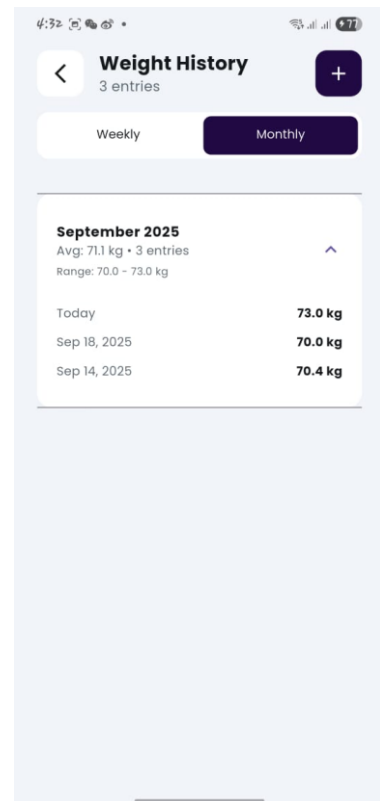 4:32
77
Weight History
3 entries
+
Weekly Monthly
September 2025
Avg: 71.1 kg • 3 entries
Range: 70.0 - 73.0 kg
Today 73.0 kg
Sep 18, 2025 70.0 kg
Sep 14, 2025 70.4 kg